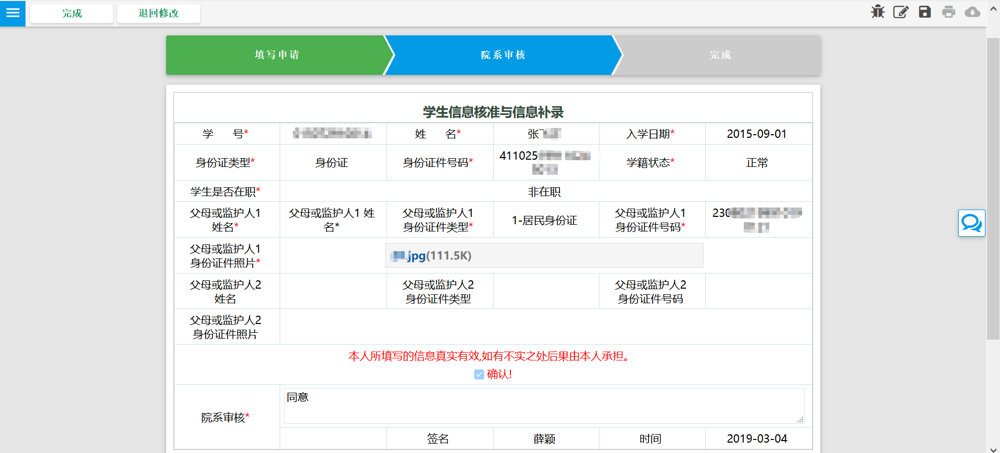 完成 退回修改
填写申请 院系审核 完成
学生信息核准与信息补录
学 号* 姓 名* 张 入学日期* 2015-09-01
身份证类型* 身份证 身份证件号码* 411025 学籍状态* 正常
学生是否在职* 非在职
父母或监护人1
姓名*
父母或监护人1 姓
名*
父母或监护人1
身份证件类型*
1-居民身份证
父母或监护人1
身份证件号码*
230
父母或监护人1
身份证件照片*
.jpg(111.5K)
父母或监护人2
姓名
父母或监护人2
身份证件类型
父母或监护人2
身份证件号码
父母或监护人2
身份证件照片
本人所填写的信息真实有效,如有不实之处后果由本人承担。
确认!
院系审核*
同意
签名 薛颖 时间 2019-03-04